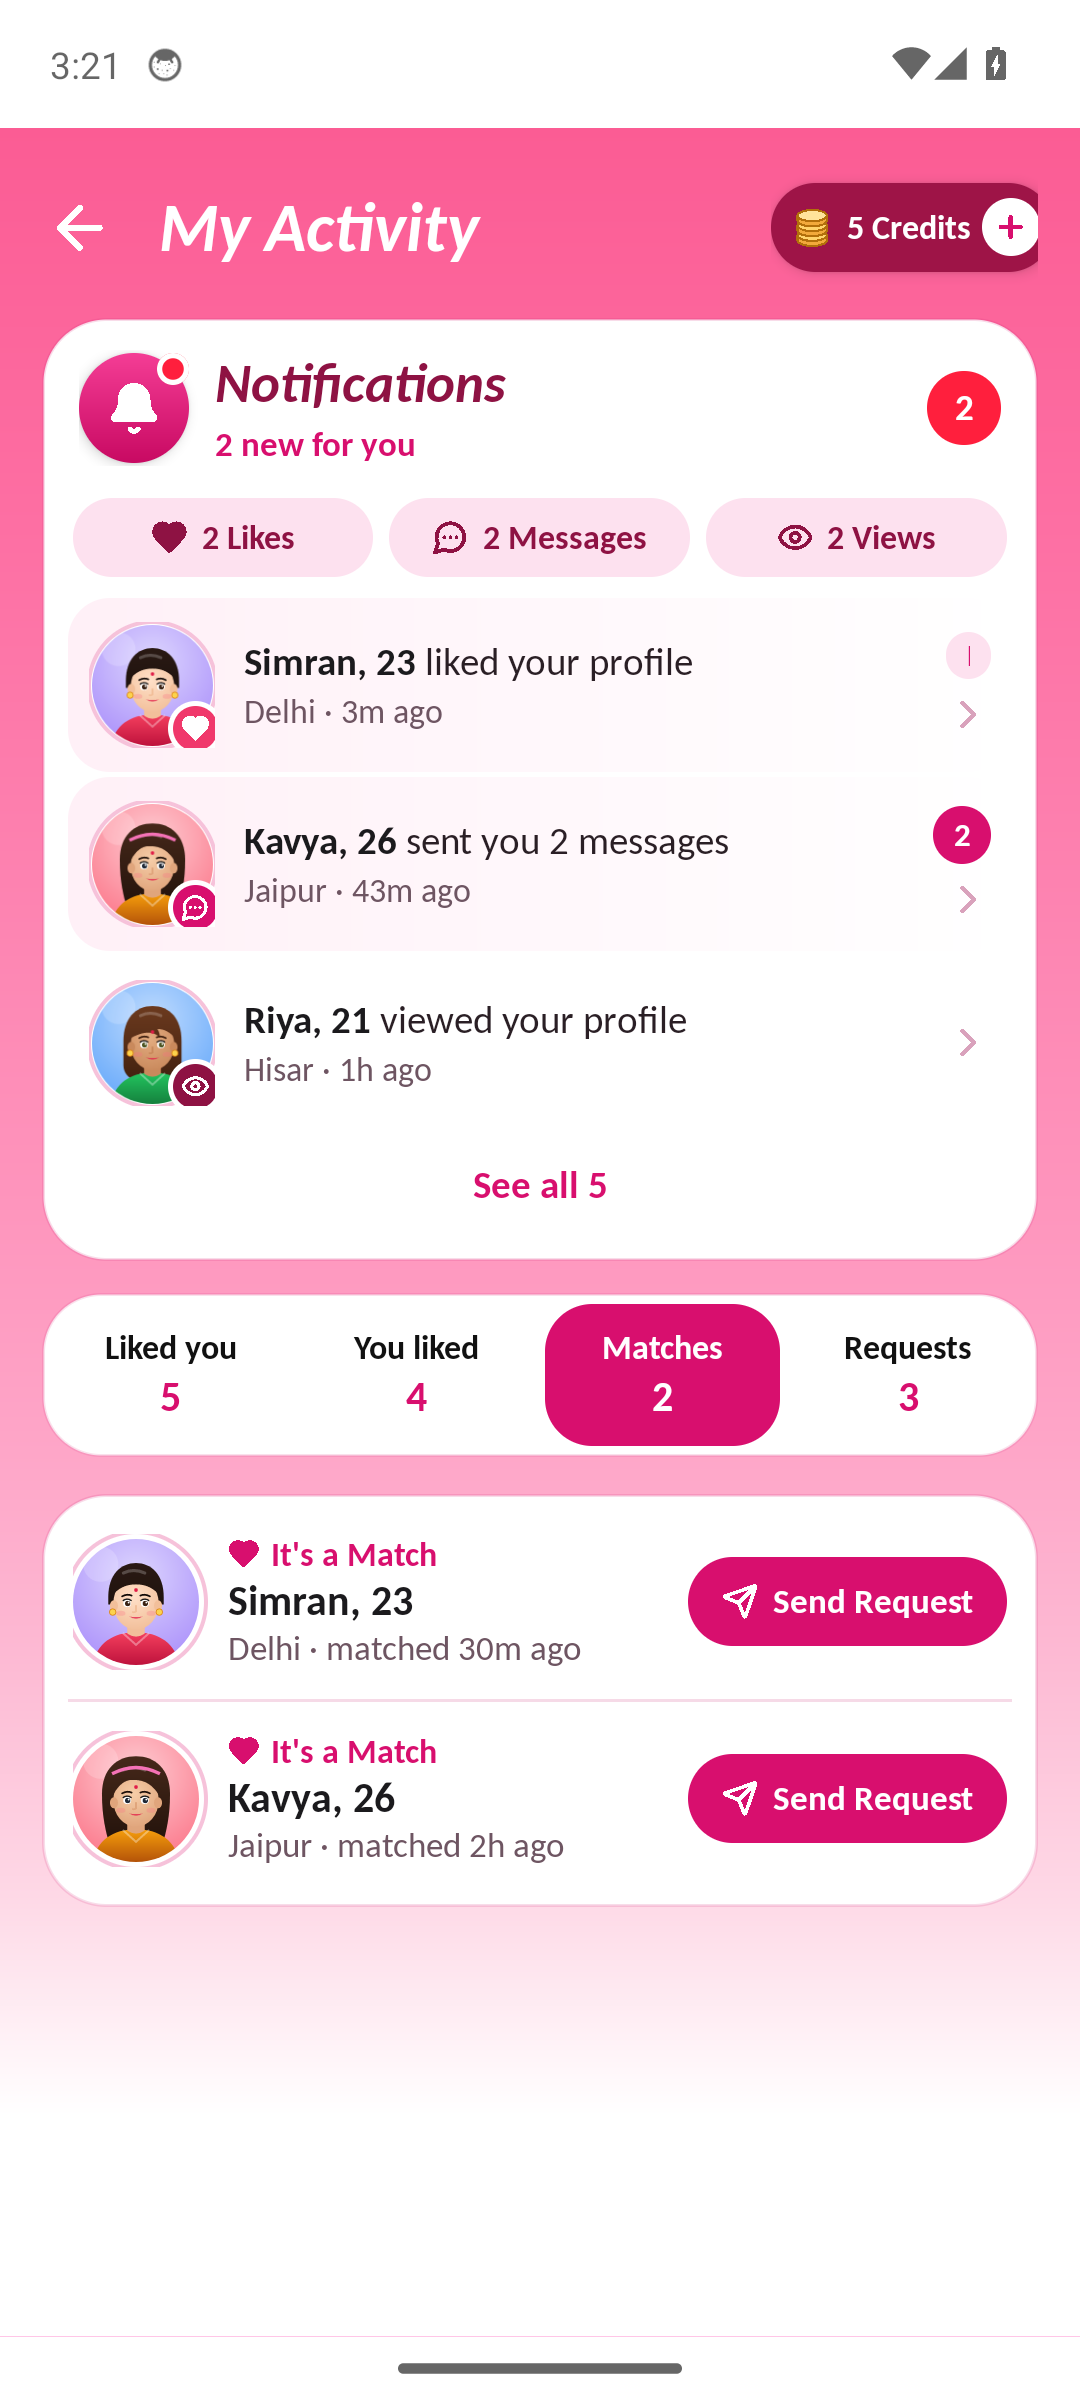 3:21
My Activity
5 Credits
Notifications
2 new for you
2
2 Likes
2 Messages
2 Views
Simran, 23 liked your profile
Delhi · 3m ago
Kavya, 26 sent you 2 messages
2
Jaipur · 43m ago
Riya, 21 viewed your profile
Hisar · 1h ago
See all 5
Liked you
5
You liked
4
Matches
2
Requests
3
It's a Match
Simran, 23
Delhi · matched 30m ago
Send Request
It's a Match
Kavya, 26
Jaipur · matched 2h ago
Send Request